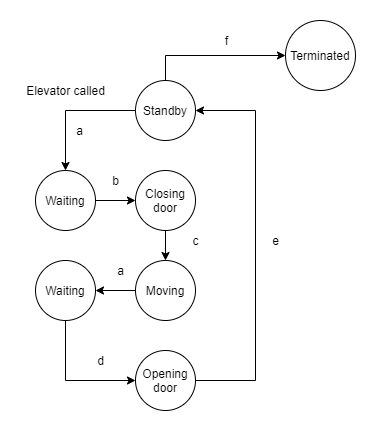 f
Terminated
Elevator called
Standby
a
b
Waiting
Closing
door
c
e
a
Waiting
Moving
d
Opening
door